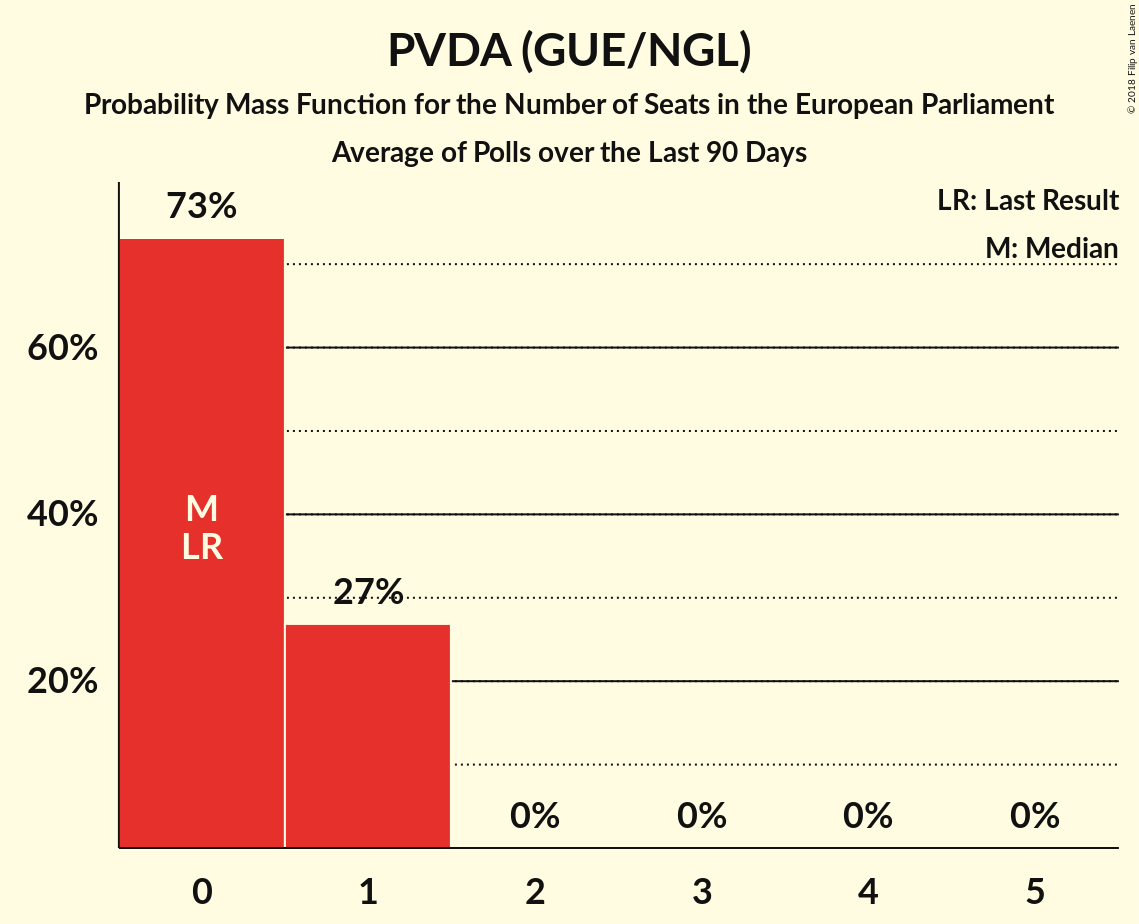 PVDA (GUE/NGL)
Probability Mass Function for the Number of Seats in the European Parliament
Average of Polls over the Last 90 Days
© 2018 Filip van Laenen
LR: Last Result
M: Median
73%
60%
40%
20%
M
LR
27%
0%
0%
0%
0%
0
1
2
3
4
5